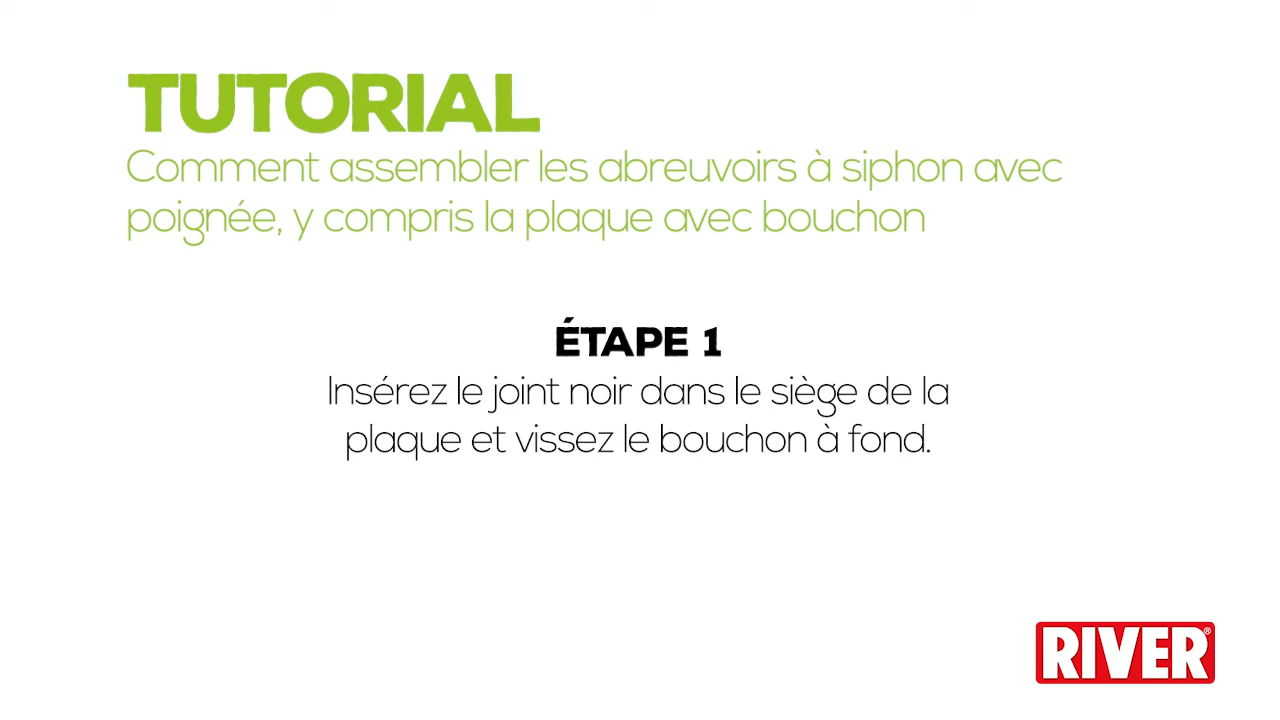 TUTORIAL
Comment assembler les abreuvoirs à siphon avec
poignée, y compris la plaque avec bouchon
ÉTAPE 1
Insérez le joint noir dans le siège de la
plaque et vissez le bouchon à fond.
RIVER®